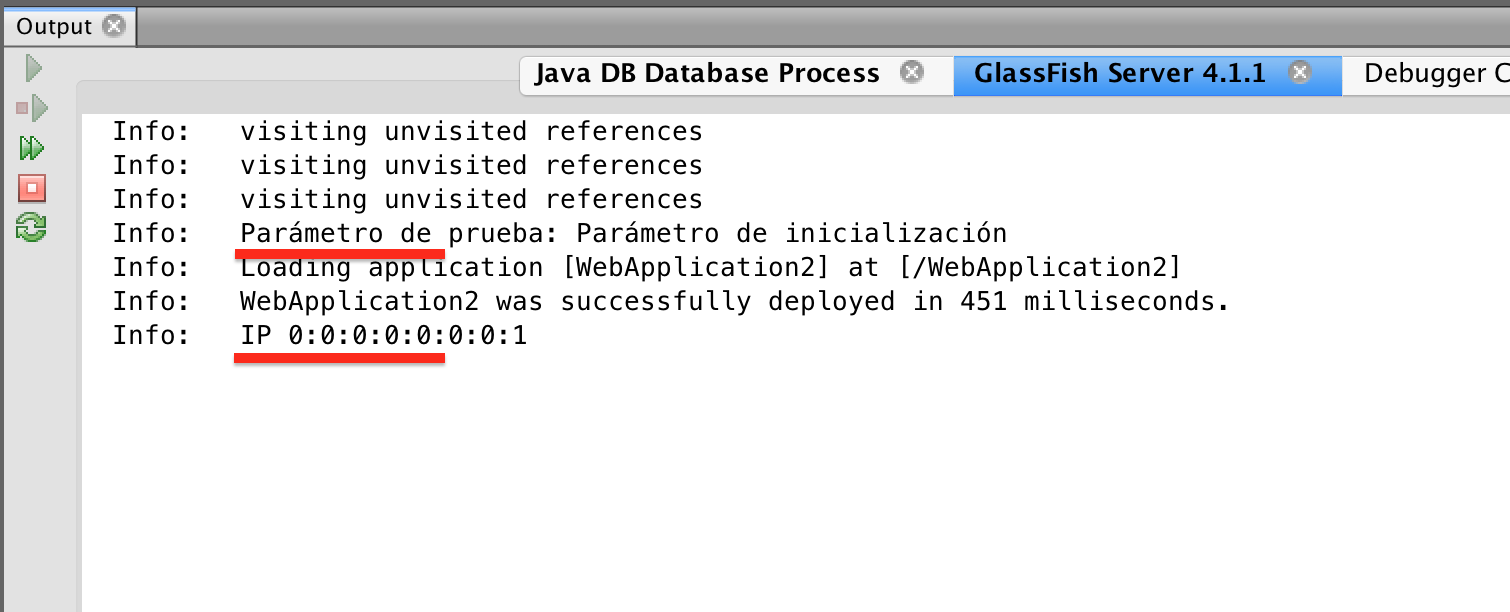 Output
Java DB Database Process GlassFish Server 4.1.1 Debugger C
Info: visiting unvisited references
Info: visiting unvisited references
Info: visiting unvisited references
Info: Parámetro de prueba: Parámetro de inicialización
Info: Loading application [WebApplication2] at [/WebApplication2]
Info: WebApplication2 was successfully deployed in 451 milliseconds.
Info: IP 0:0:0:0:0:0:0:1